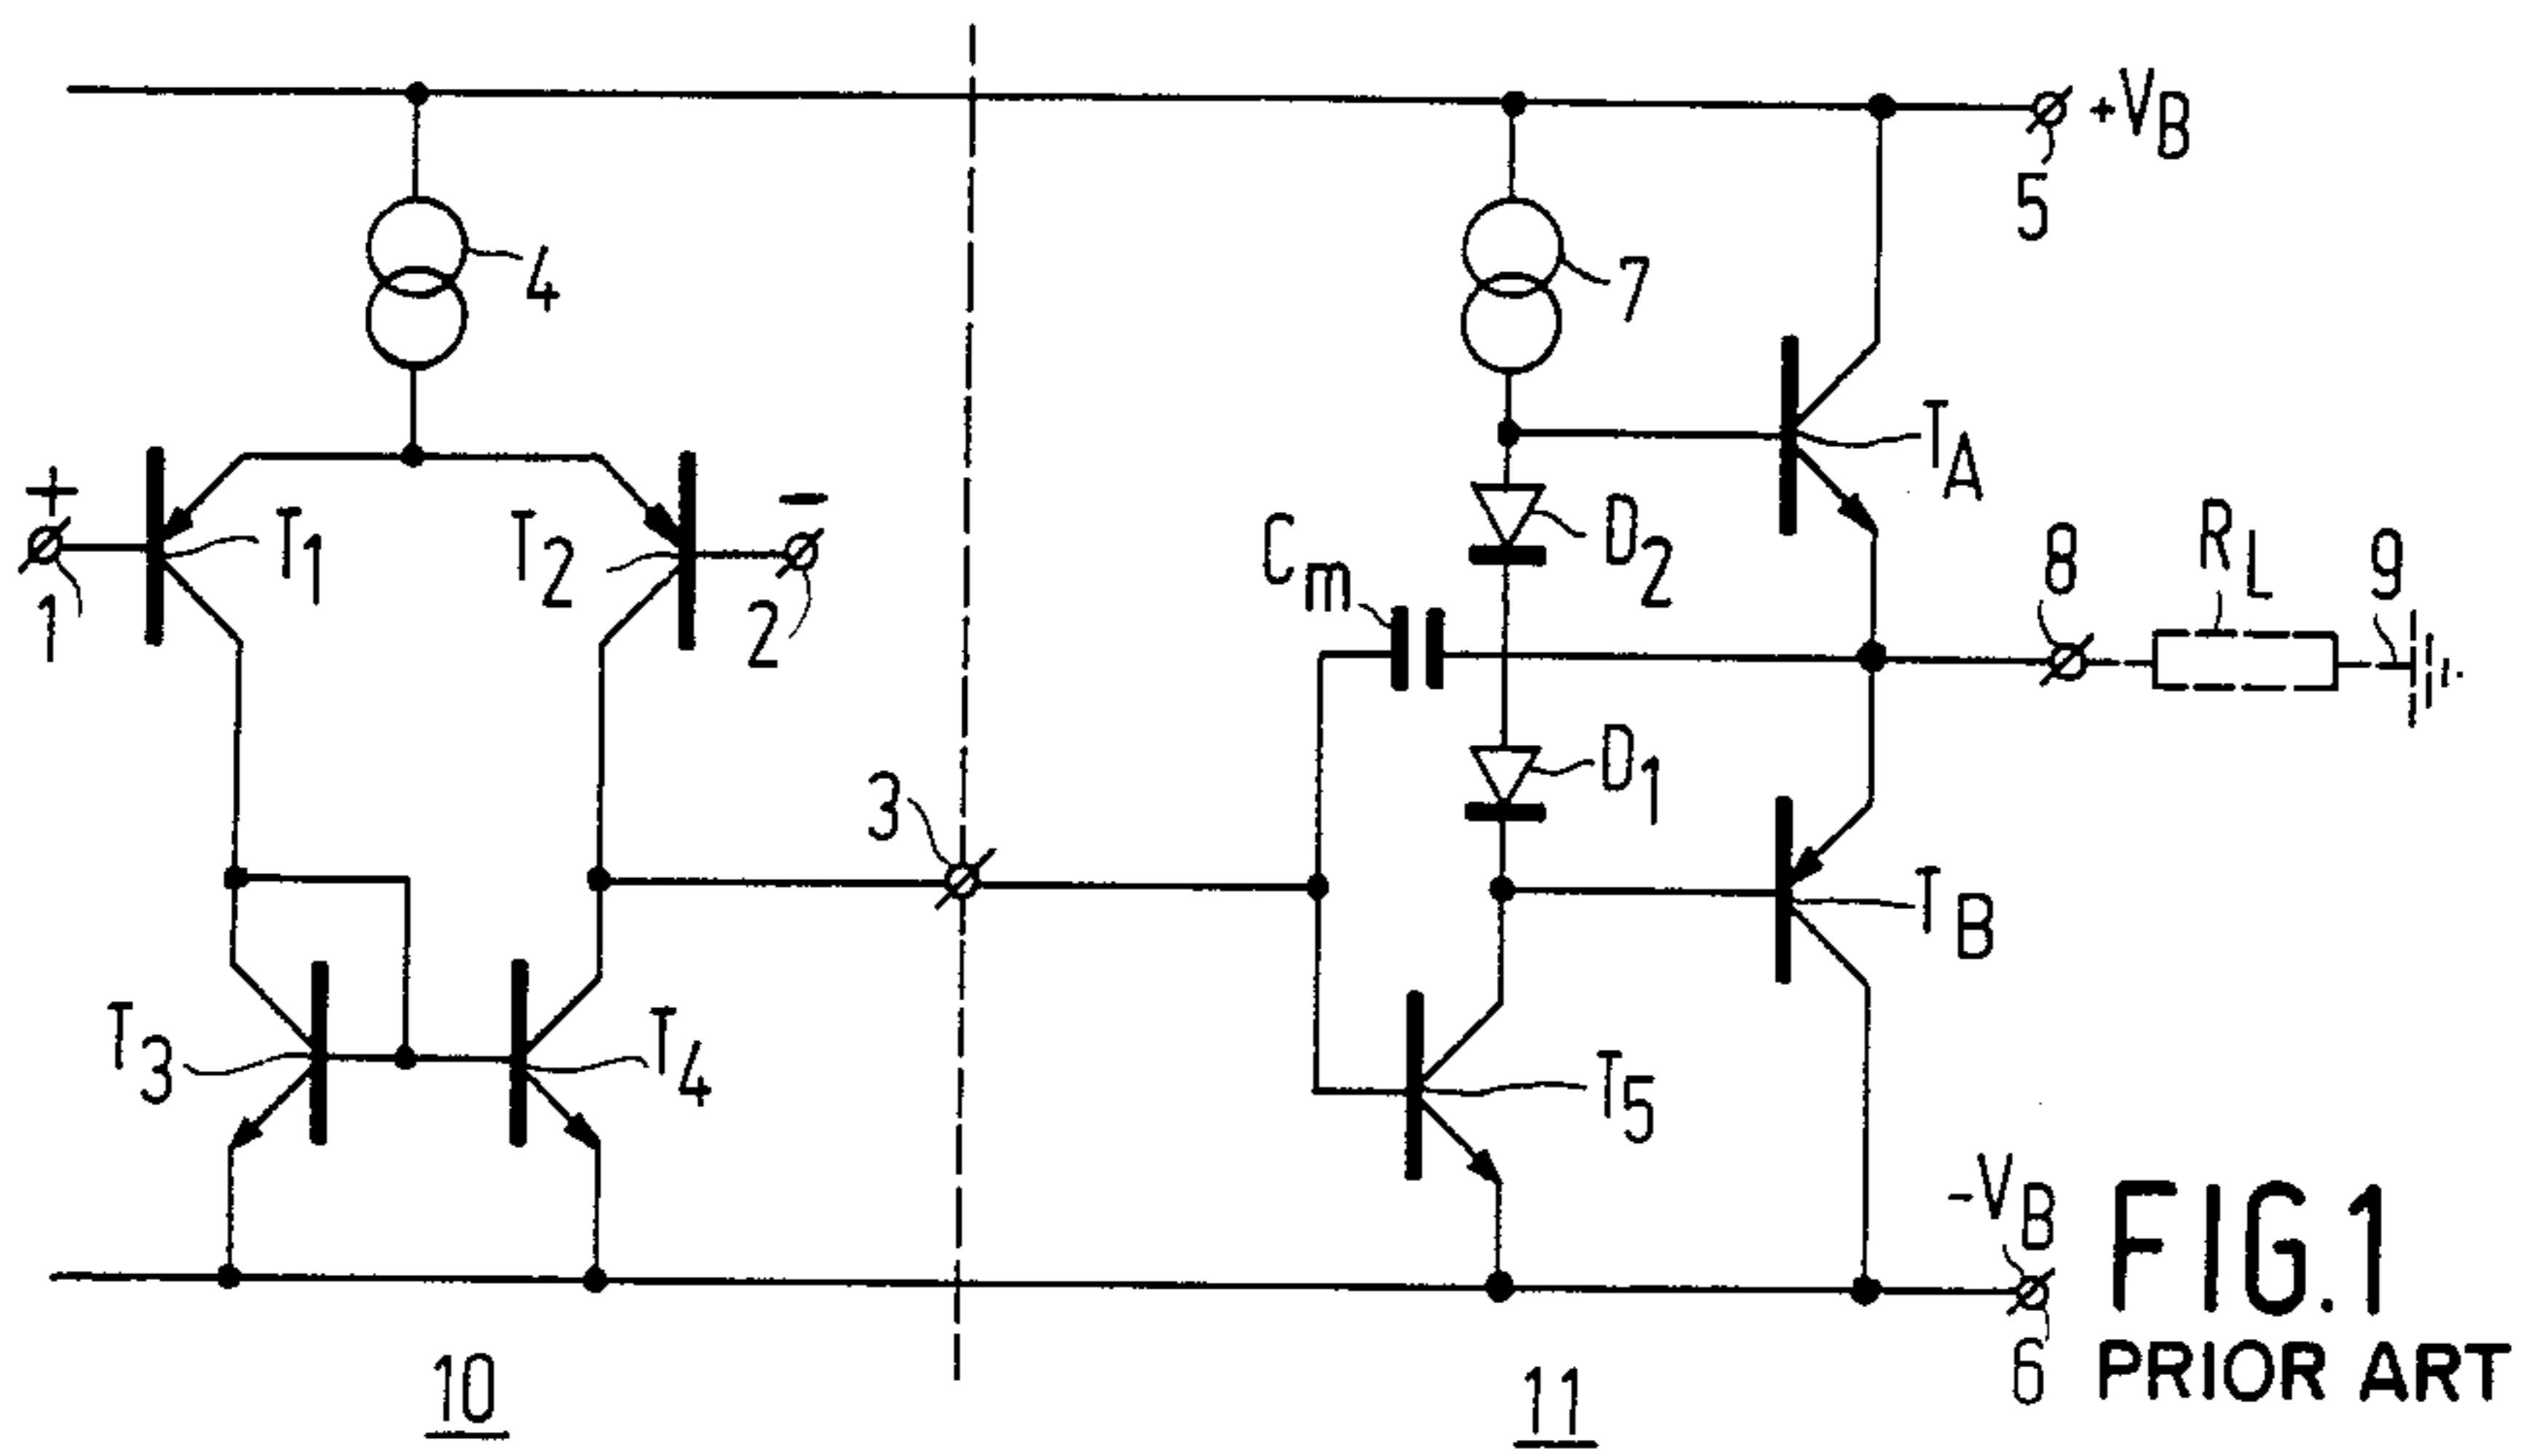 +VB
5
4
7
TA
+
T1
T2
-
1
2
Cm
D2
8
RL
9
3
D1
TB
T3
T4
T5
-VB
6
10
11
FIG.1
PRIOR ART